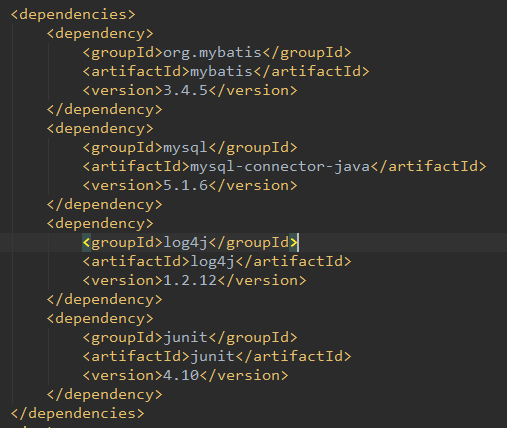 <dependencies>
    <dependency>
        <groupId>org.mybatis</groupId>
        <artifactId>mybatis</artifactId>
        <version>3.4.5</version>
    </dependency>
    <dependency>
        <groupId>mysql</groupId>
        <artifactId>mysql-connector-java</artifactId>
        <version>5.1.6</version>
    </dependency>
    <dependency>
        <groupId>log4j</groupId>
        <artifactId>log4j</artifactId>
        <version>1.2.12</version>
    </dependency>
    <dependency>
        <groupId>junit</groupId>
        <artifactId>junit</artifactId>
        <version>4.10</version>
    </dependency>
</dependencies>